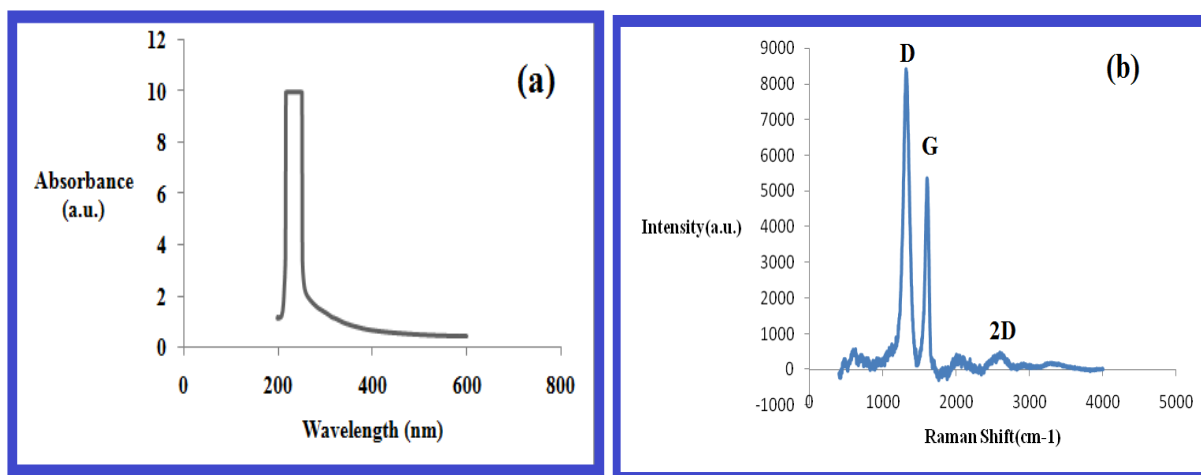 12
10
8
6
4
2
0
Absorbance
(a.u.)
(a)
0 200 400 600 800
Wavelength (nm)
9000
8000
7000
6000
5000
4000
3000
2000
1000
0
-1000
Intensity(a.u.)
D
G
2D
(b)
0 1000 2000 3000 4000 5000
Raman Shift(cm-1)